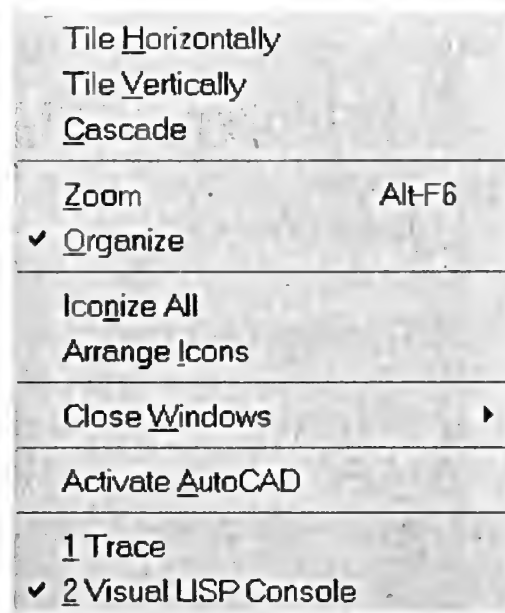 Tile Horizontally
Tile Vertically
Cascade
Zoom Alt-F6
✔ Organize
Iconize All
Arrange Icons
Close Windows
Activate AutoCAD
1 Trace
✔ 2 Visual LISP Console